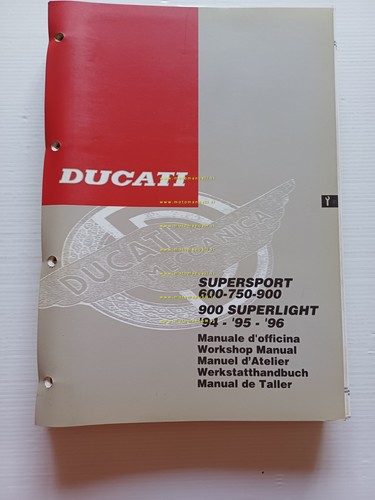 DUCATI
DUCATI
MECCANICA
SUPERSPORT
600-750-900
900 SUPERLIGHT
'94 - '95 - '96
Manuale d'officina
Workshop Manual
Manuel d'Atelier
Werkstatthandbuch
Manual de Taller